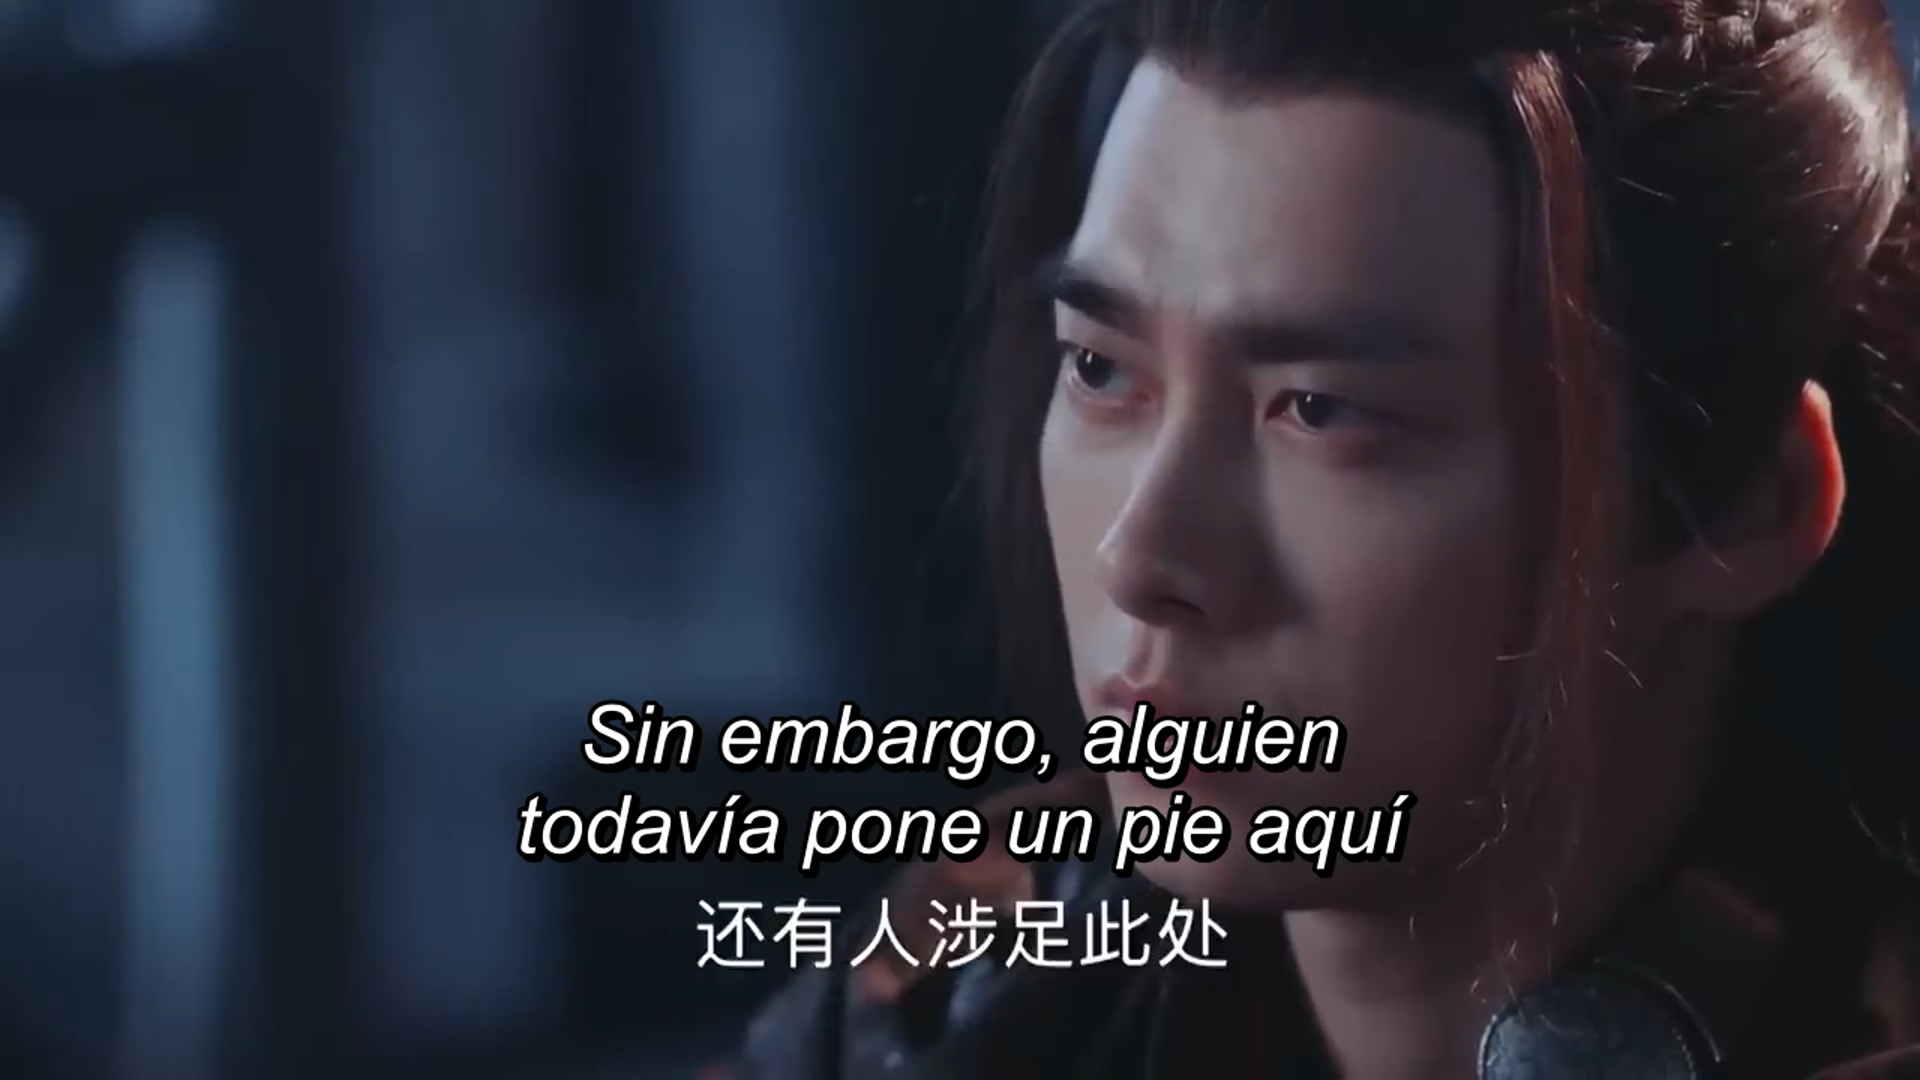 Sin embargo, alguien
todavía pone un pie aquí
还有人涉足此处